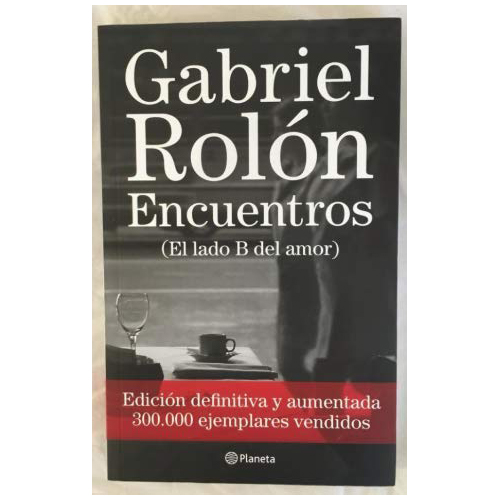 Gabriel
Rolón
Encuentros
(El lado B del amor)
Edición definitiva y aumentada
300.000 ejemplares vendidos
Planeta